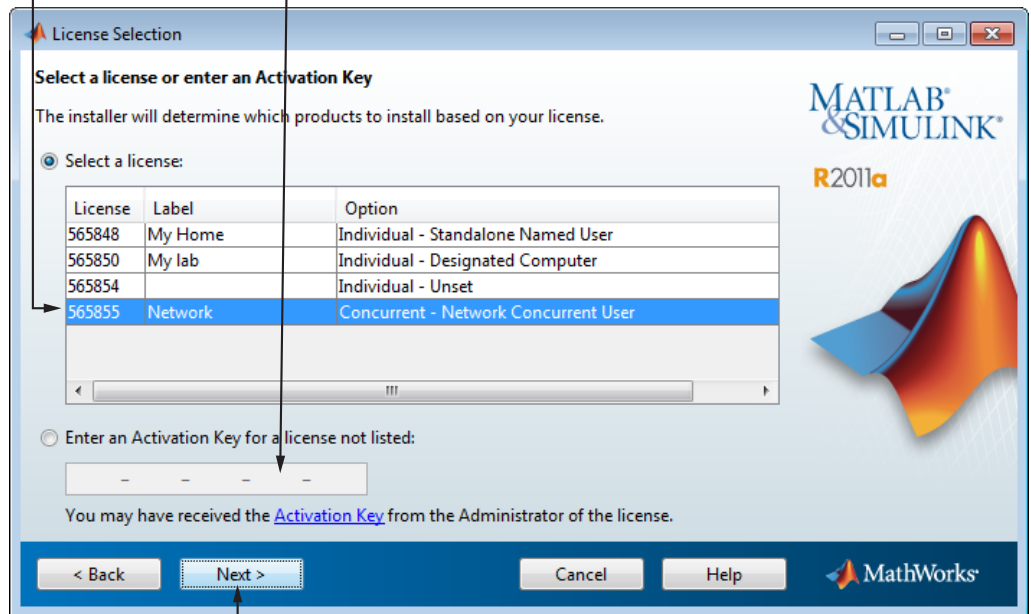 License Selection
Select a license or enter an Activation Key
The installer will determine which products to install based on your license.
MATLAB®
&SIMULINK®
R2011a
Select a license:
License Label Option
565848 My Home Individual - Standalone Named User
565850 My lab Individual - Designated Computer
565854 Individual - Unset
565855 Network Concurrent - Network Concurrent User
Enter an Activation Key for a license not listed:
- - - -
You may have received the Activation Key from the Administrator of the license.
< Back Next > Cancel Help MathWorks®